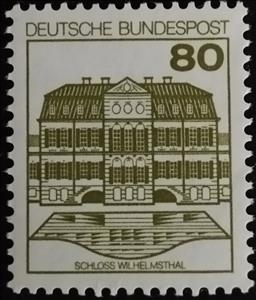 DEUTSCHE BUNDESPOST
80
SCHLOSS WILHELMSTHAL